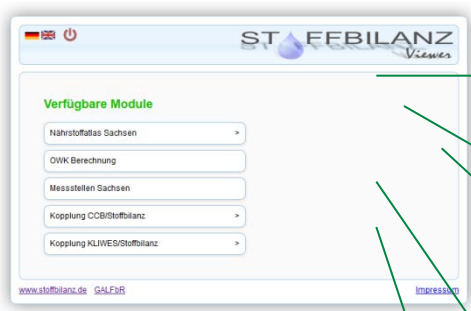 STOFFBILANZ
Viewer
Verfügbare Module
Nährstoffatlas Sachsen >
OWK Berechnung
Messstellen Sachsen
Kopplung CCB/Stoffbilanz >
Kopplung KLIWES/Stoffbilanz >
www.stoffbilanz.de GALFbR Impressum